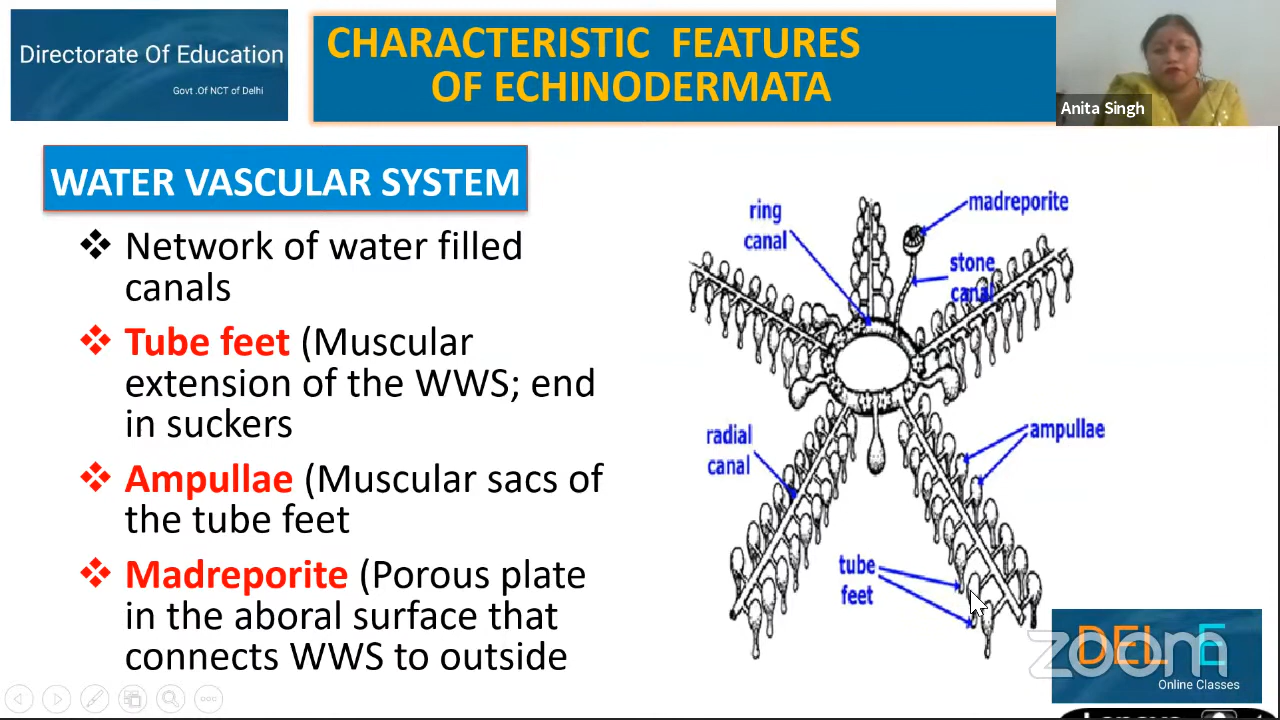 Directorate Of Education
Govt .Of NCT of Delhi
CHARACTERISTIC FEATURES
OF ECHINODERMATA
Anita Singh
WATER VASCULAR SYSTEM
Network of water filled
canals
Tube feet (Muscular
extension of the WWS; end
in suckers
Ampullae (Muscular sacs of
the tube feet
Madreporite (Porous plate
in the aboral surface that
connects WWS to outside
ring
canal
madreporite
stone
canal
radial
canal
ampullae
tube
feet
zoom
DEL E
Online Classes